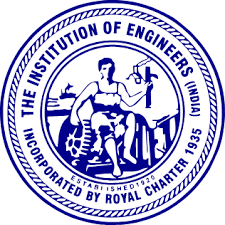 THE INSTITUTION OF ENGINEERS (INDIA)
INCORPORATED BY ROYAL CHARTER 1935
ESTABLISHED 1920